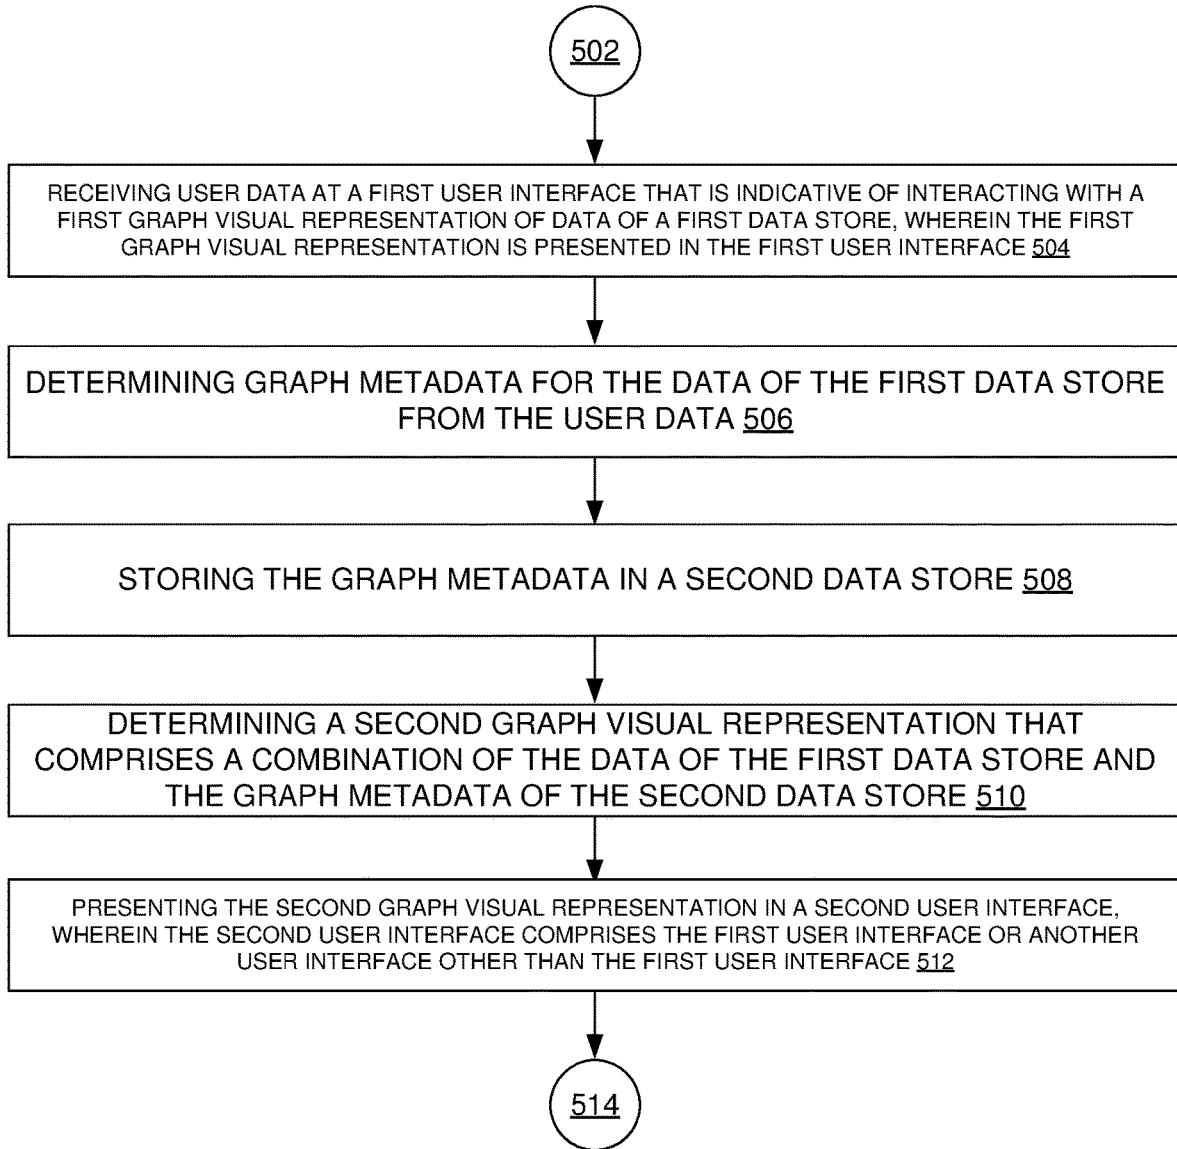 502
RECEIVING USER DATA AT A FIRST USER INTERFACE THAT IS INDICATIVE OF INTERACTING WITH A
FIRST GRAPH VISUAL REPRESENTATION OF DATA OF A FIRST DATA STORE, WHEREIN THE FIRST
GRAPH VISUAL REPRESENTATION IS PRESENTED IN THE FIRST USER INTERFACE 504
DETERMINING GRAPH METADATA FOR THE DATA OF THE FIRST DATA STORE
FROM THE USER DATA 506
STORING THE GRAPH METADATA IN A SECOND DATA STORE 508
DETERMINING A SECOND GRAPH VISUAL REPRESENTATION THAT
COMPRISES A COMBINATION OF THE DATA OF THE FIRST DATA STORE AND
THE GRAPH METADATA OF THE SECOND DATA STORE 510
PRESENTING THE SECOND GRAPH VISUAL REPRESENTATION IN A SECOND USER INTERFACE,
WHEREIN THE SECOND USER INTERFACE COMPRISES THE FIRST USER INTERFACE OR ANOTHER
USER INTERFACE OTHER THAN THE FIRST USER INTERFACE 512
514